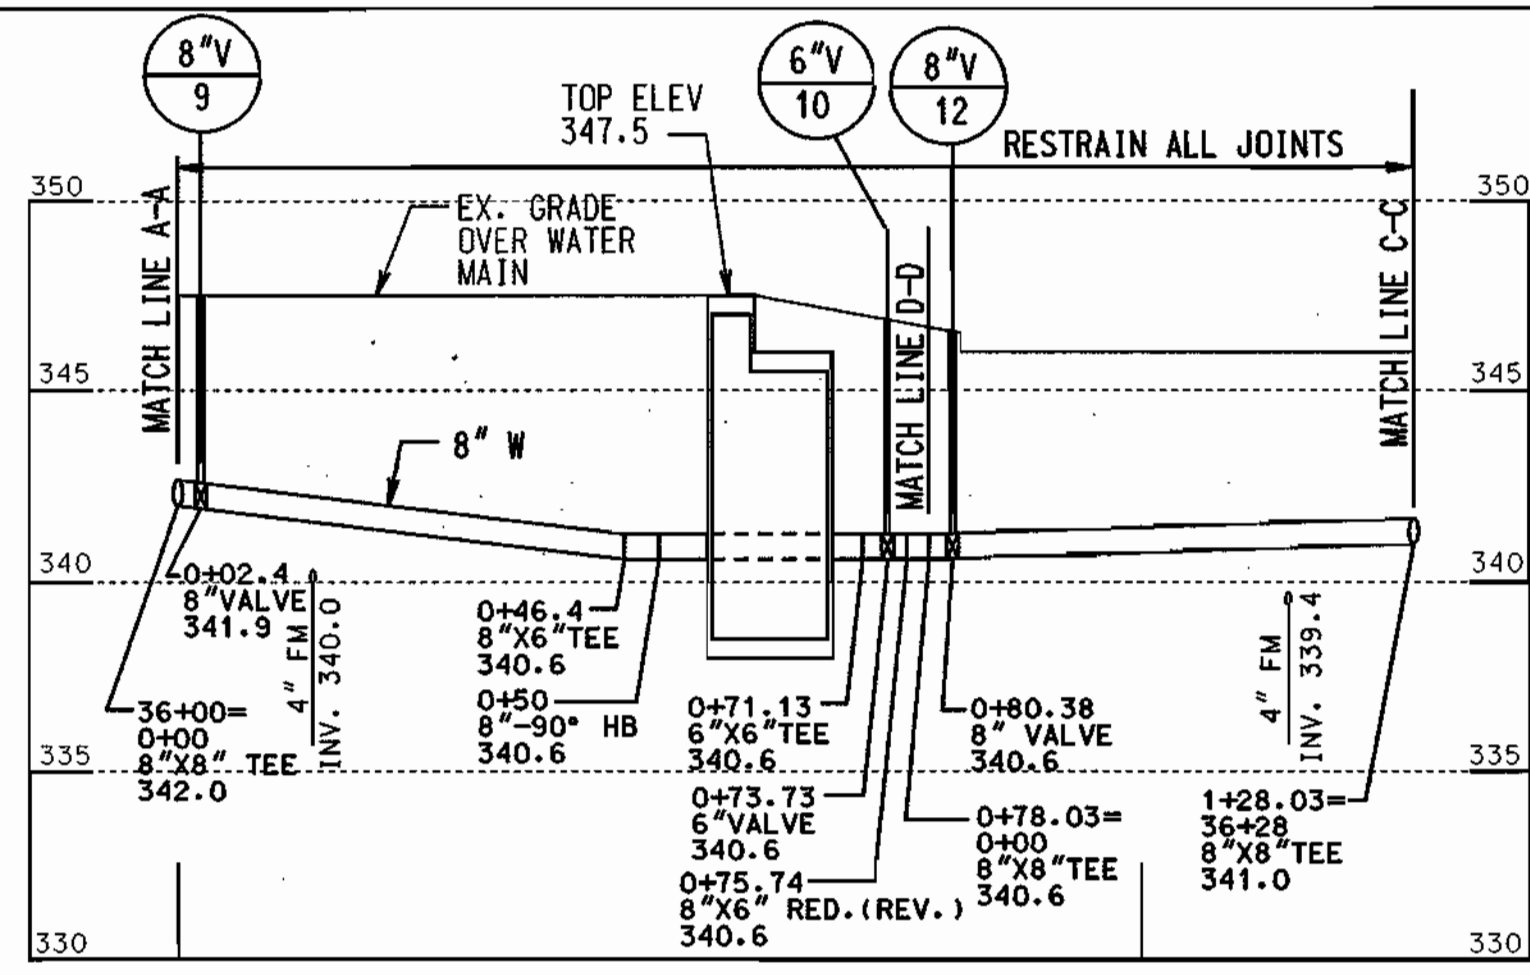 8"V
9
TOP ELEV
347.5
6"V
10
8"V
12
RESTRAIN ALL JOINTS
350
350
MATCH LINE A-A
EX. GRADE
OVER WATER
MAIN
MATCH LINE D-D
MATCH LINE C-C
345
345
8" W
340
340
0+02.4
8"VALVE
341.9
4" FM
INV. 340.0
36+00=
0+00
8"X8" TEE
342.0
0+46.4
8"X6"TEE
340.6
0+50
8"-90° HB
340.6
0+71.13
6"X6"TEE
340.6
0+73.73
6"VALVE
340.6
0+75.74
8"X6" RED.(REV.)
340.6
0+80.38
8" VALVE
340.6
0+78.03=
0+00
8"X8"TEE
340.6
4" FM
INV. 339.4
1+28.03=
36+28
8"X8"TEE
341.0
335
335
330
330